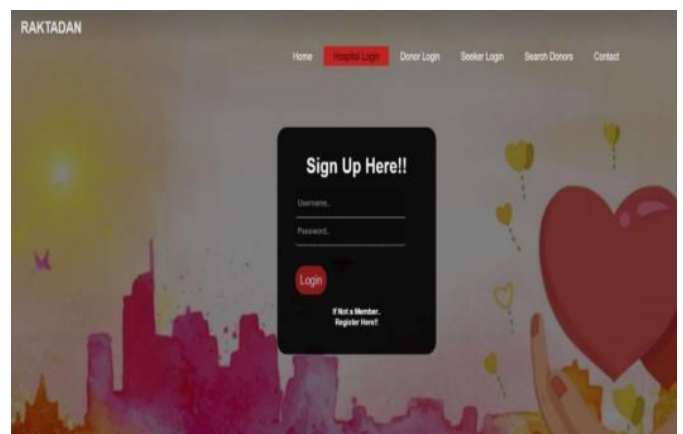 RAKTADAN
Home Hospital Login Donor Login Seeker Login Search Donors Contact
Sign Up Here!!
Username..
Password..
Login
If Not a Member..
Register Here!!